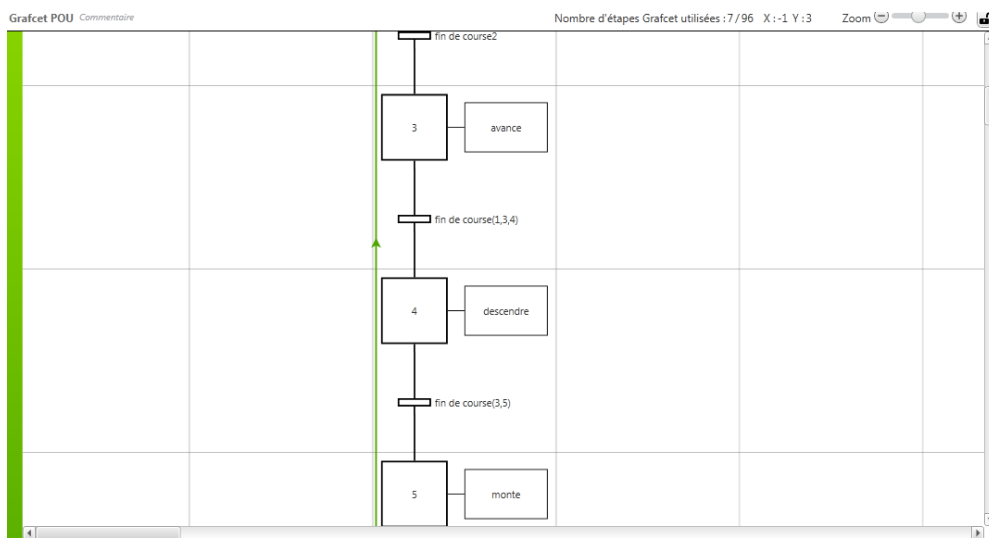 Grafcet POU Commentaire
Nombre d'étapes Grafcet utilisées : 7/96 X :-1 Y :3 Zoom
fin de course2
3 avance
fin de course(1,3,4)
4 descendre
fin de course(3,5)
5 monte